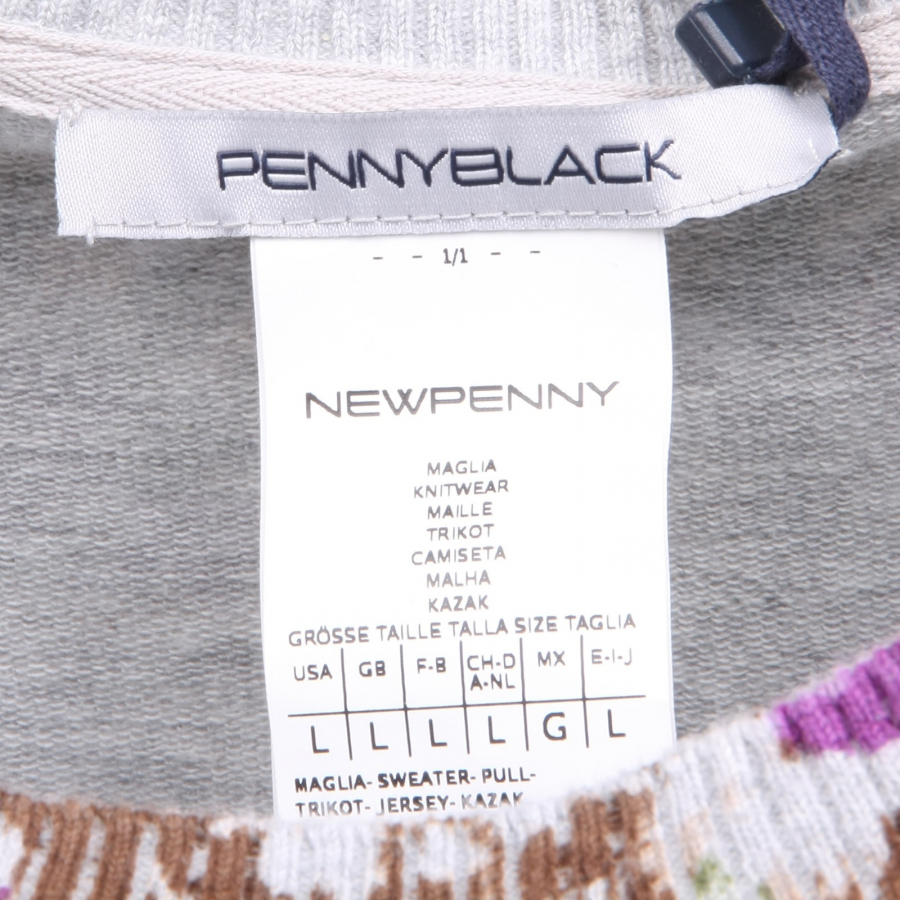 PENNYBLACK
- - 1/1 - -
NEWPENNY
MAGLIA
KNITWEAR
MAILLE
TRIKOT
CAMISETA
MALHA
KAZAK
GRÖSSE TAILLE TALLA SIZE TAGLIA
USA GB F-B CH-D A-NL MX E-I-J
L L L L G L
MAGLIA- SWEATER- PULL-
TRIKOT- JERSEY- KAZAK